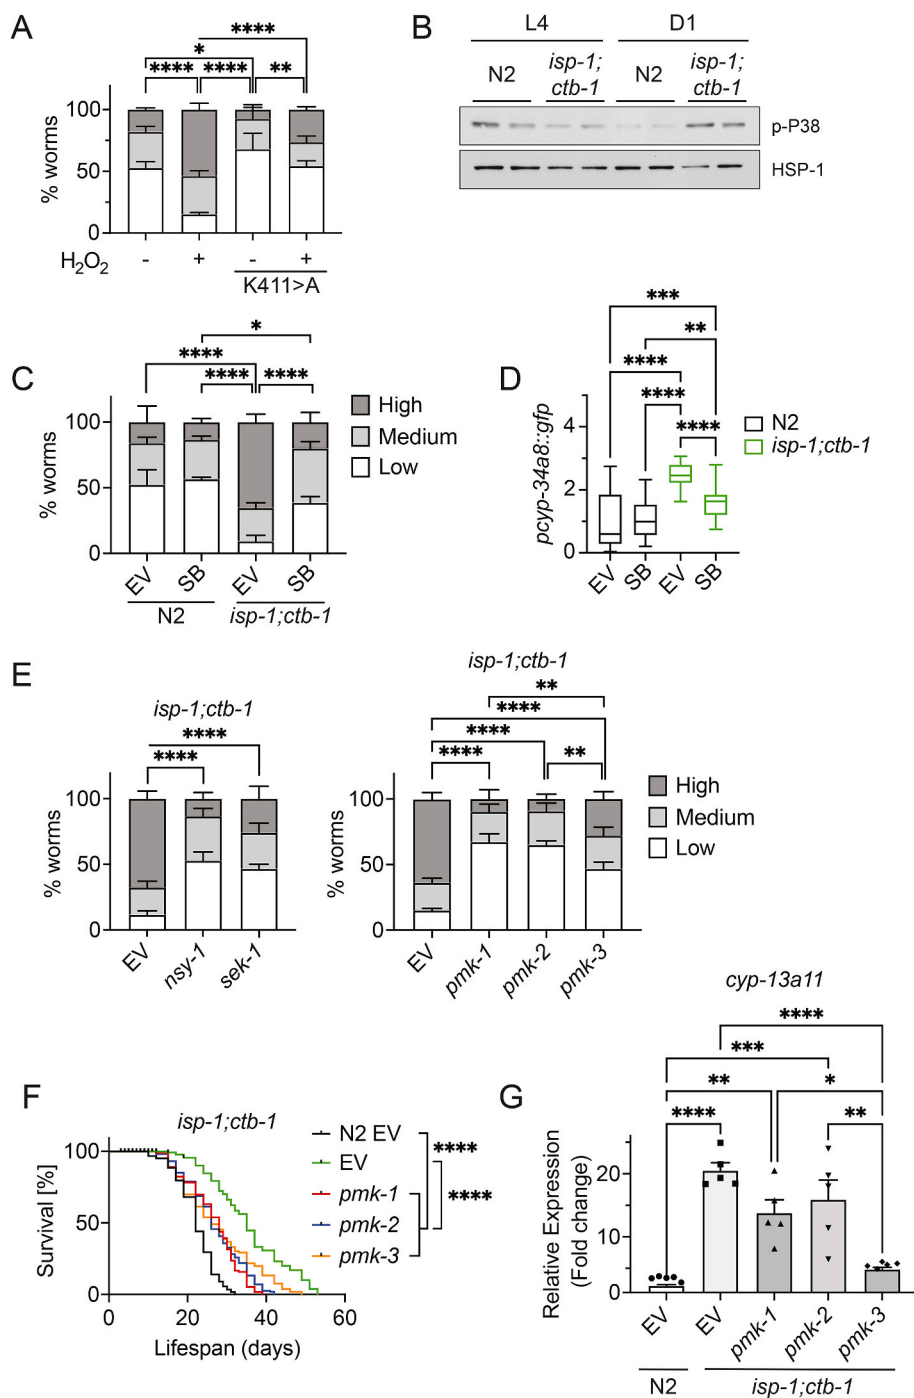 A
****
*
**** **** **
100
50
0
% worms
H2O2 - + - +
K411>A
B
L4 D1
N2 isp-1; ctb-1 N2 isp-1; ctb-1
p-P38
HSP-1
C
*
****
**** ****
100
50
0
% worms
EV SB EV SB
N2 isp-1;ctb-1
High
Medium
Low
D
***
**
****
****
****
4
2
0
pcyp-34a8::gfp
EV SB EV SB
N2
isp-1;ctb-1
E
isp-1;ctb-1
****
****
100
50
0
% worms
EV nsy-1 sek-1
isp-1;ctb-1
**
****
****
**** **
100
50
0
% worms
EV pmk-1 pmk-2 pmk-3
High
Medium
Low
F
isp-1;ctb-1
100
50
0
Survival [%]
0 20 40 60
Lifespan (days)
N2 EV
EV
pmk-1
pmk-2
pmk-3
****
****
G
cyp-13a11
****
***
** *
**** **
20
10
0
Relative Expression
(Fold change)
EV EV pmk-1 pmk-2 pmk-3
N2 isp-1;ctb-1